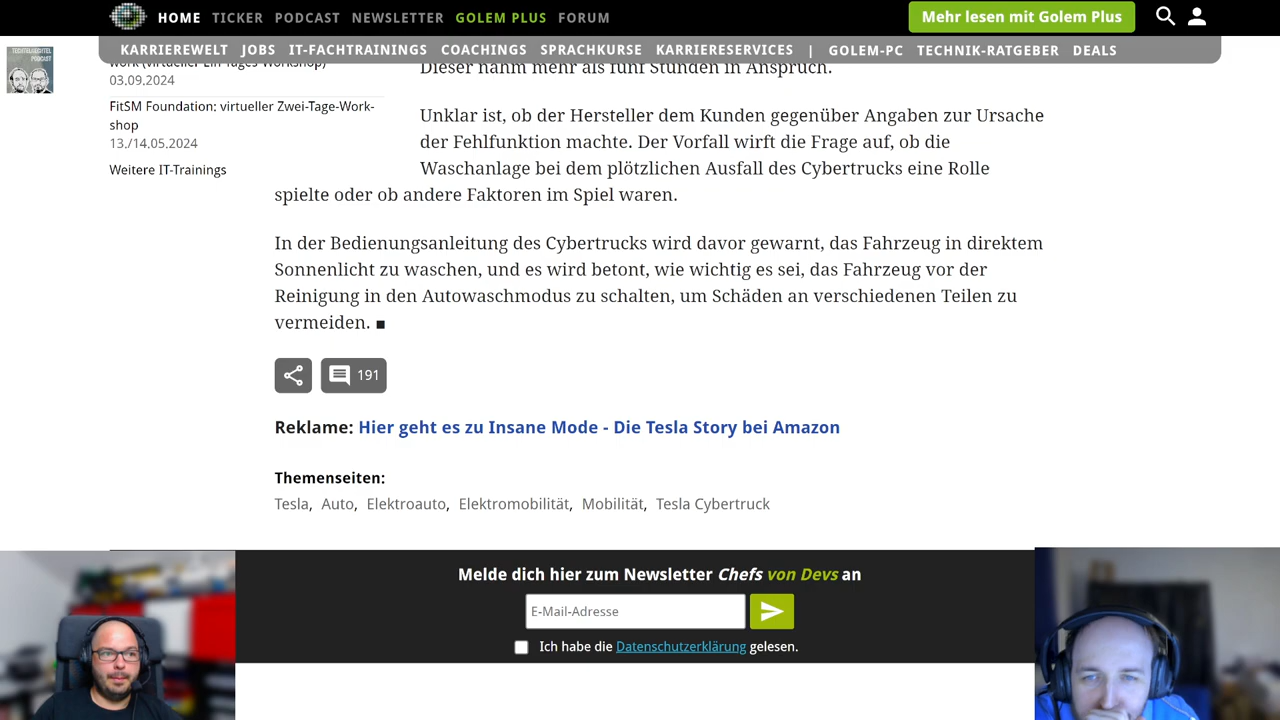 HOME TICKER PODCAST NEWSLETTER GOLEM PLUS FORUM
Mehr lesen mit Golem Plus
KARRIEREWELT JOBS IT-FACHTRAININGS COACHINGS SPRACHKURSE KARRIERESERVICES | GOLEM-PC TECHNIK-RATGEBER DEALS
work (virtueller Ein-Tages-Workshop)
03.09.2024
FitSM Foundation: virtueller Zwei-Tage-Work-
shop
13./14.05.2024
Weitere IT-Trainings
Dieser nahm mehr als fünf Stunden in Anspruch.
Unklar ist, ob der Hersteller dem Kunden gegenüber Angaben zur Ursache
der Fehlfunktion machte. Der Vorfall wirft die Frage auf, ob die
Waschanlage bei dem plötzlichen Ausfall des Cybertrucks eine Rolle
spielte oder ob andere Faktoren im Spiel waren.
In der Bedienungsanleitung des Cybertrucks wird davor gewarnt, das Fahrzeug in direktem
Sonnenlicht zu waschen, und es wird betont, wie wichtig es sei, das Fahrzeug vor der
Reinigung in den Autowaschmodus zu schalten, um Schäden an verschiedenen Teilen zu
vermeiden. ■
191
Reklame: Hier geht es zu Insane Mode - Die Tesla Story bei Amazon
Themenseiten:
Tesla, Auto, Elektroauto, Elektromobilität, Mobilität, Tesla Cybertruck
Melde dich hier zum Newsletter Chefs von Devs an
E-Mail-Adresse
Ich habe die Datenschutzerklärung gelesen.